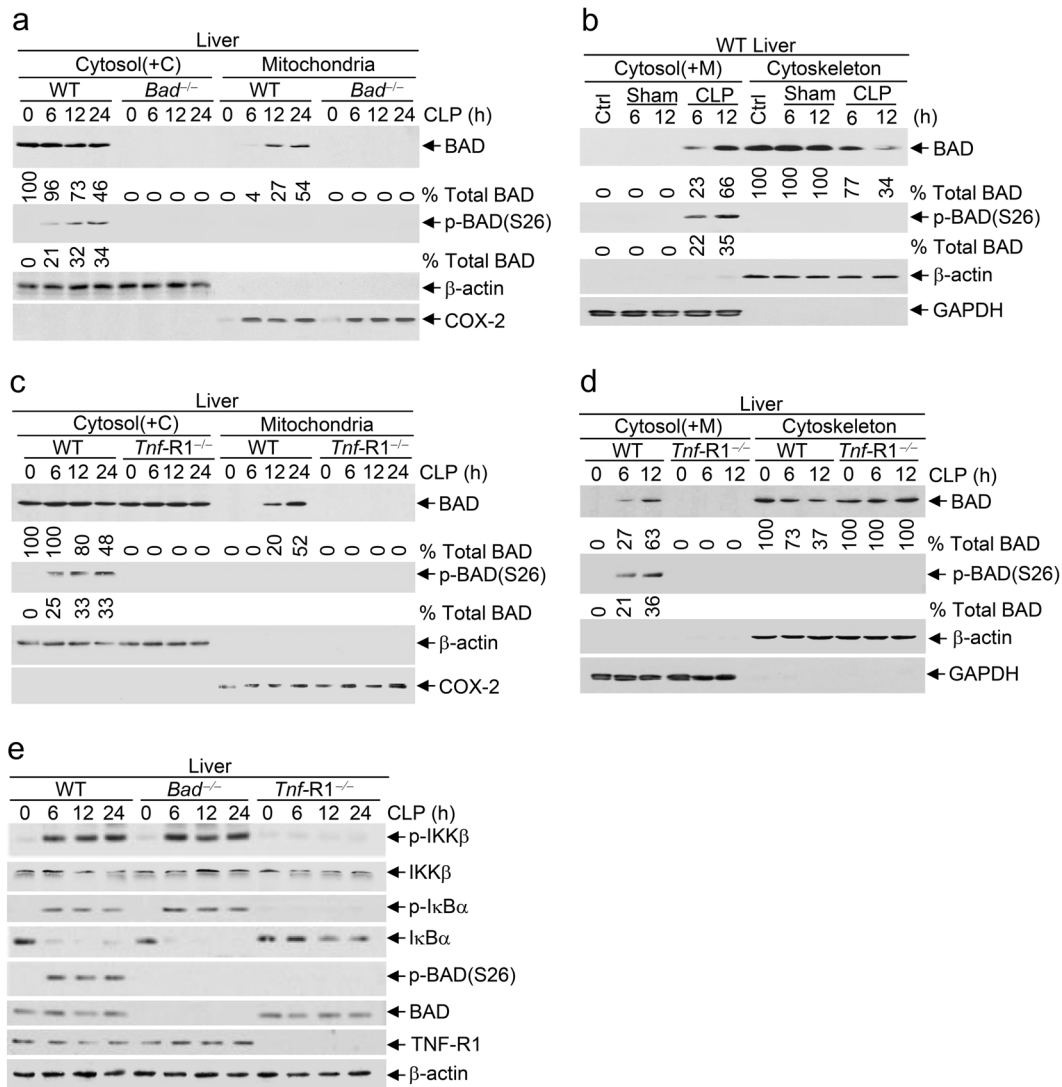 a
Liver
Cytosol(+C) Mitochondria
WT Bad–/– WT Bad–/–
0 6 12 24 0 6 12 24 0 6 12 24 0 6 12 24 CLP (h)
BAD
100 96 73 46 0 0 0 0 0 4 27 54 0 0 0 0 % Total BAD
p-BAD(S26)
0 21 32 34 % Total BAD
β-actin
COX-2
b
WT Liver
Cytosol(+M) Cytoskeleton
Ctrl Sham CLP Ctrl Sham CLP
6 12 6 12 6 12 6 12 (h)
BAD
0 0 0 23 66 100 100 100 77 34 % Total BAD
p-BAD(S26)
0 0 0 22 35 % Total BAD
β-actin
GAPDH
c
Liver
Cytosol(+C) Mitochondria
WT Tnf-R1–/– WT Tnf-R1–/–
0 6 12 24 0 6 12 24 0 6 12 24 0 6 12 24 CLP (h)
BAD
100 100 80 48 0 0 0 0 0 0 20 52 0 0 0 0 % Total BAD
p-BAD(S26)
0 25 33 33 % Total BAD
β-actin
COX-2
d
Liver
Cytosol(+M) Cytoskeleton
WT Tnf-R1–/– WT Tnf-R1–/–
0 6 12 0 6 12 0 6 12 0 6 12 CLP (h)
BAD
0 27 63 0 0 0 100 73 37 100 100 100 % Total BAD
p-BAD(S26)
0 21 36 % Total BAD
β-actin
GAPDH
e
Liver
WT Bad–/– Tnf-R1–/–
0 6 12 24 0 6 12 24 0 6 12 24 CLP (h)
p-IKKβ
IKKβ
p-IκBα
IκBα
p-BAD(S26)
BAD
TNF-R1
β-actin